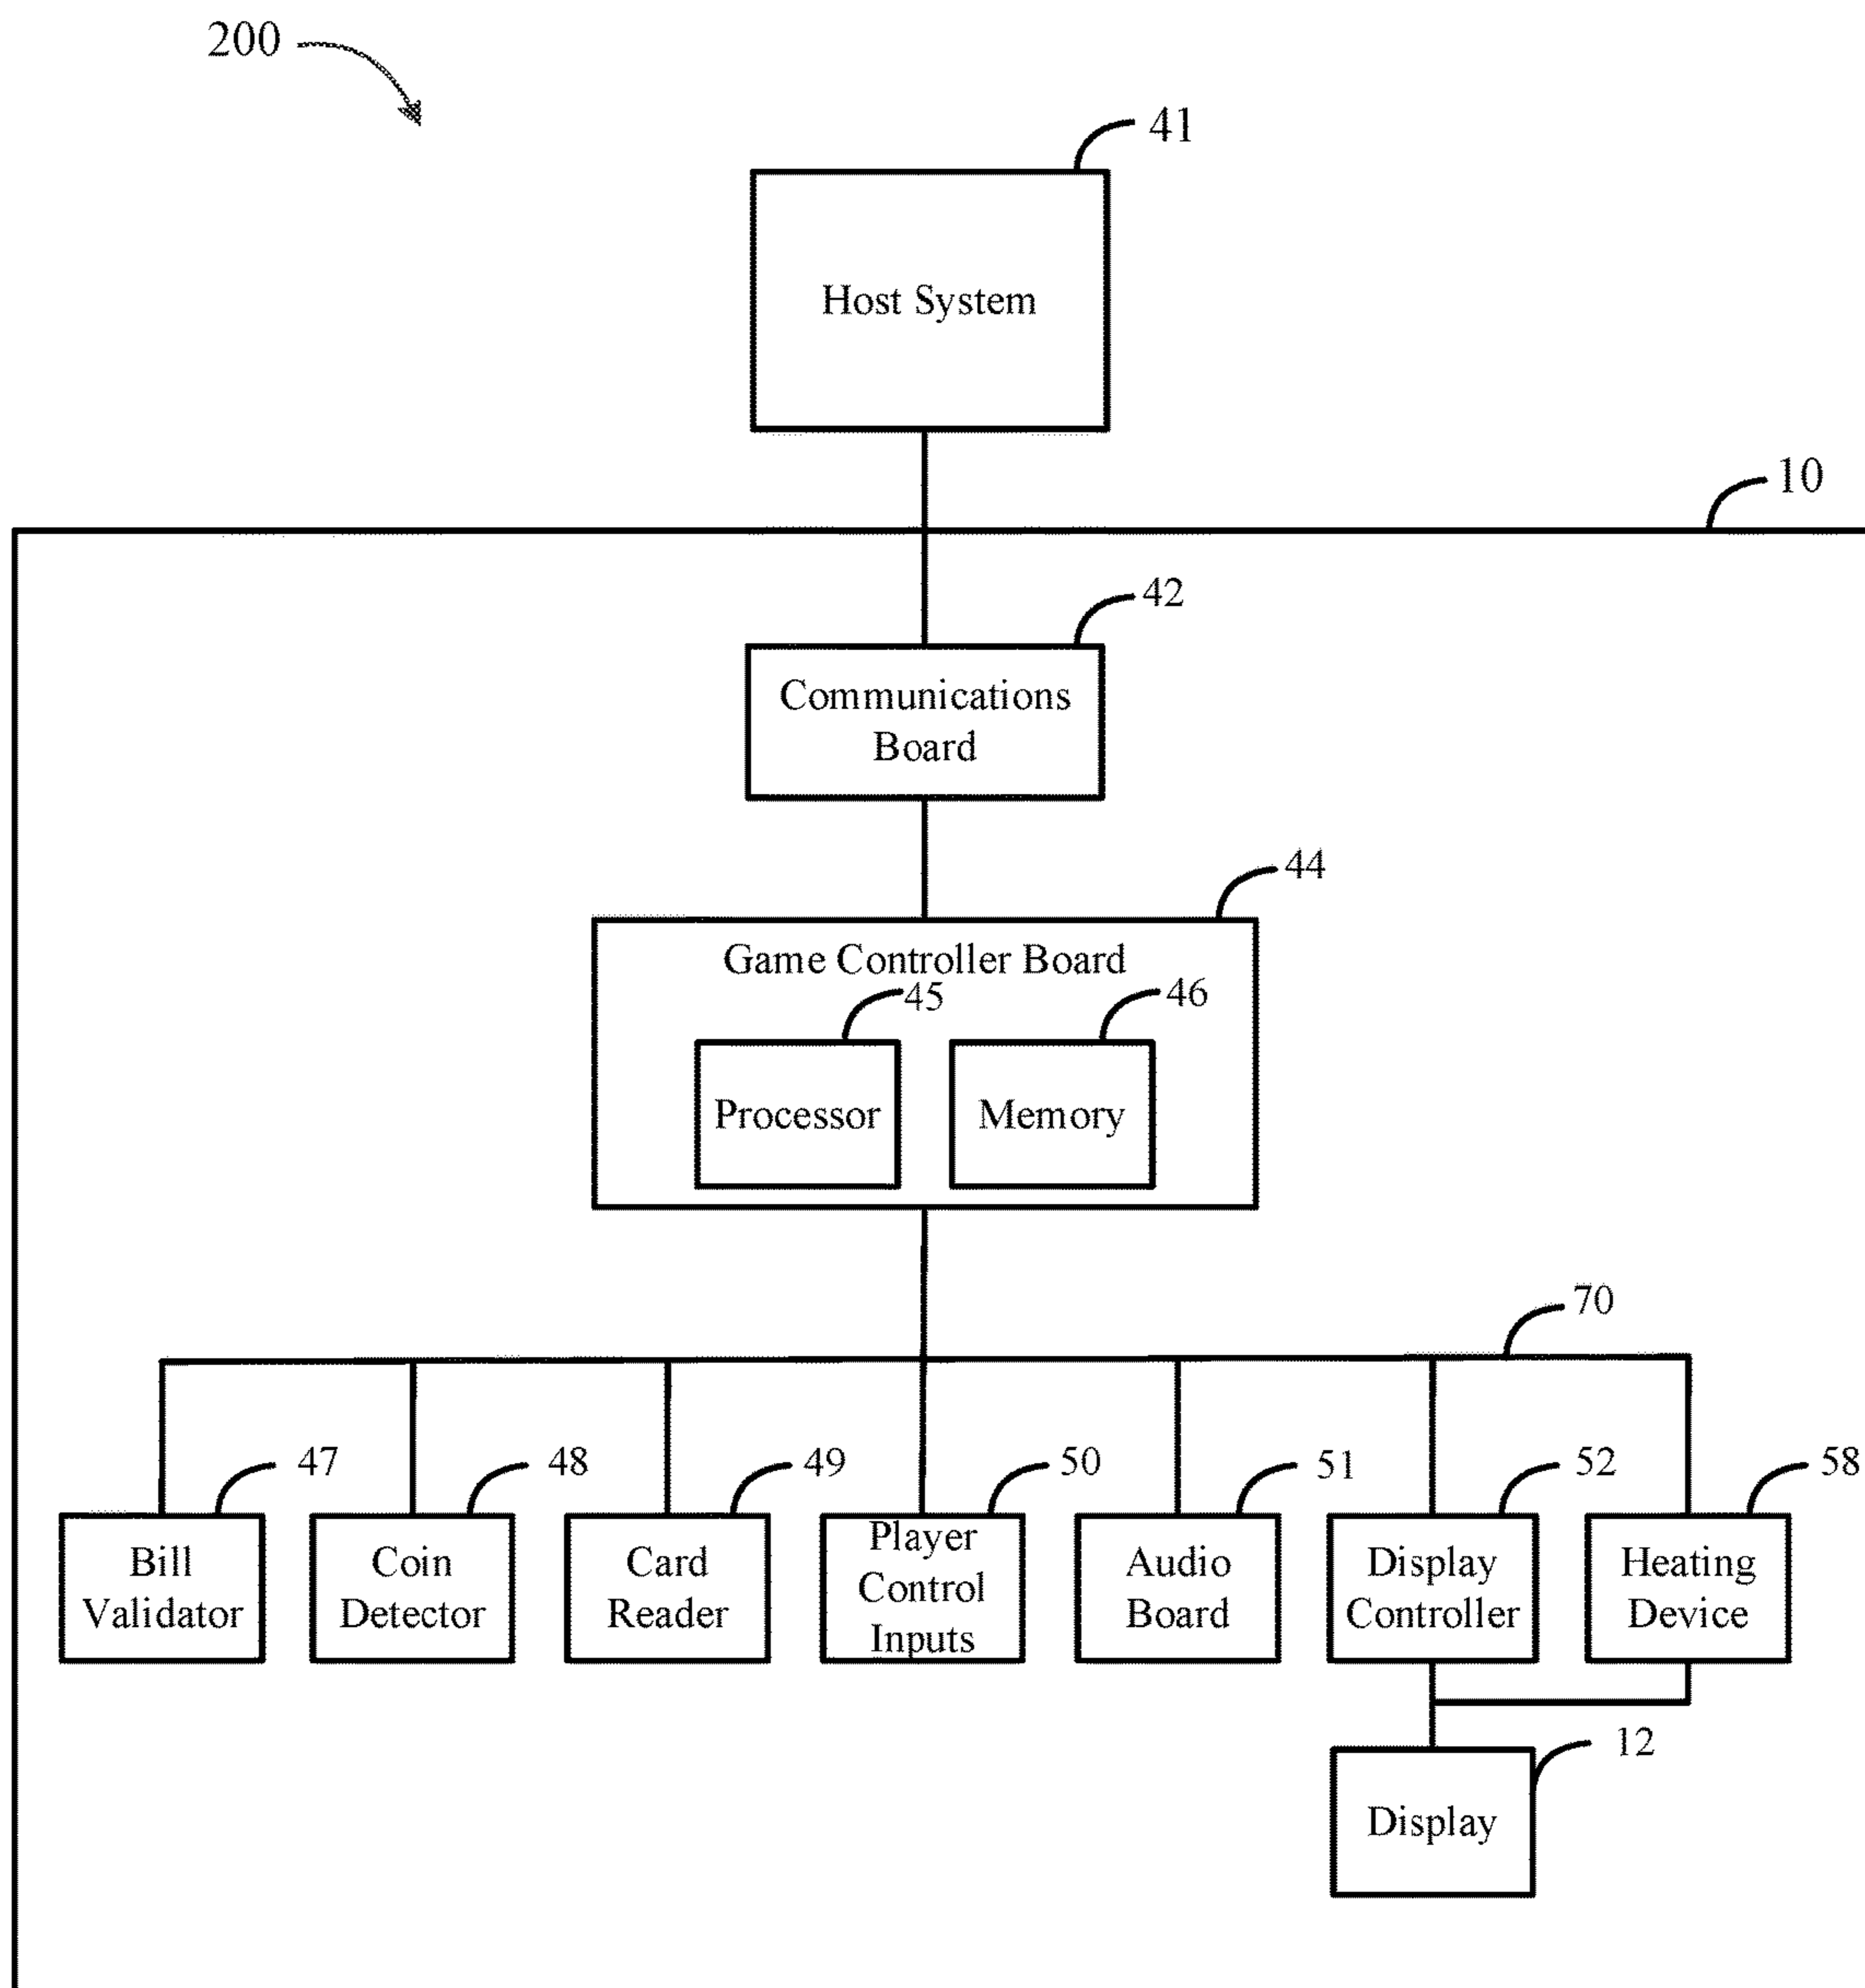 200
41
Host System
10
42
Communications
Board
44
Game Controller Board
45
46
Processor
Memory
70
47
48
49
50
51
52
58
Bill
Validator
Coin
Detector
Card
Reader
Player
Control
Inputs
Audio
Board
Display
Controller
Heating
Device
12
Display